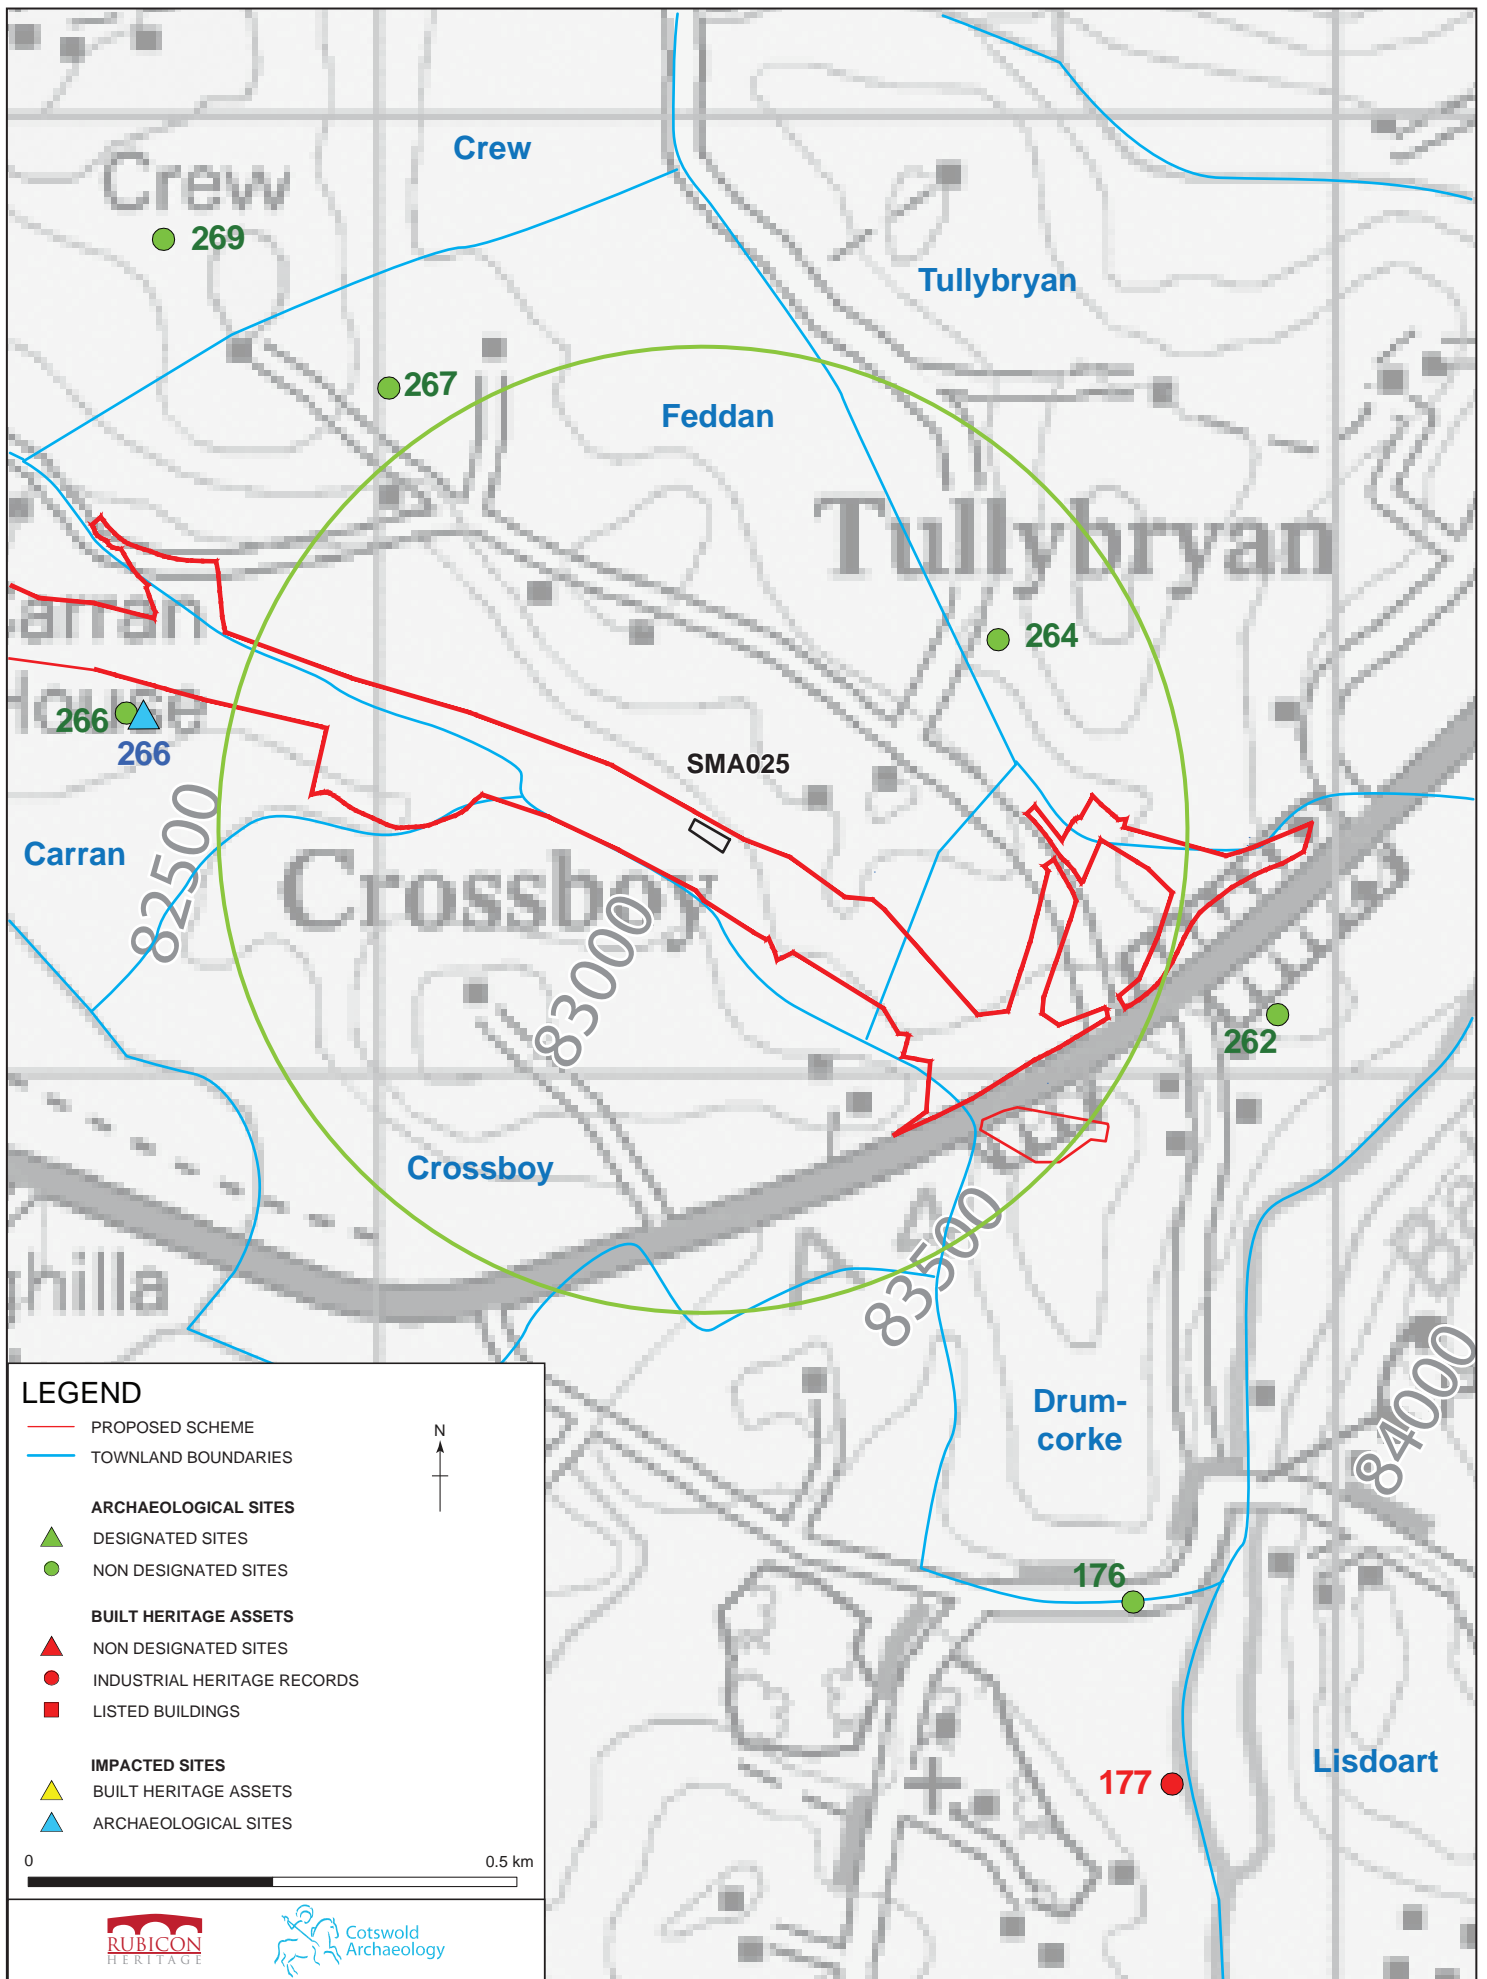 Crew
Crew
269
Tullybryan
267
Feddan
Tullybryan
264
arran
House
266
266
SMA025
Carran
82500
Crossboy
83000
262
Crossboy
83500
hilla
84000
Drum-
corke
176
177
Lisdoart
LEGEND
PROPOSED SCHEME
TOWNLAND BOUNDARIES
N
ARCHAEOLOGICAL SITES
DESIGNATED SITES
NON DESIGNATED SITES
BUILT HERITAGE ASSETS
NON DESIGNATED SITES
INDUSTRIAL HERITAGE RECORDS
LISTED BUILDINGS
IMPACTED SITES
BUILT HERITAGE ASSETS
ARCHAEOLOGICAL SITES
0 0.5 km
RUBICON
HERITAGE
Cotswold
Archaeology